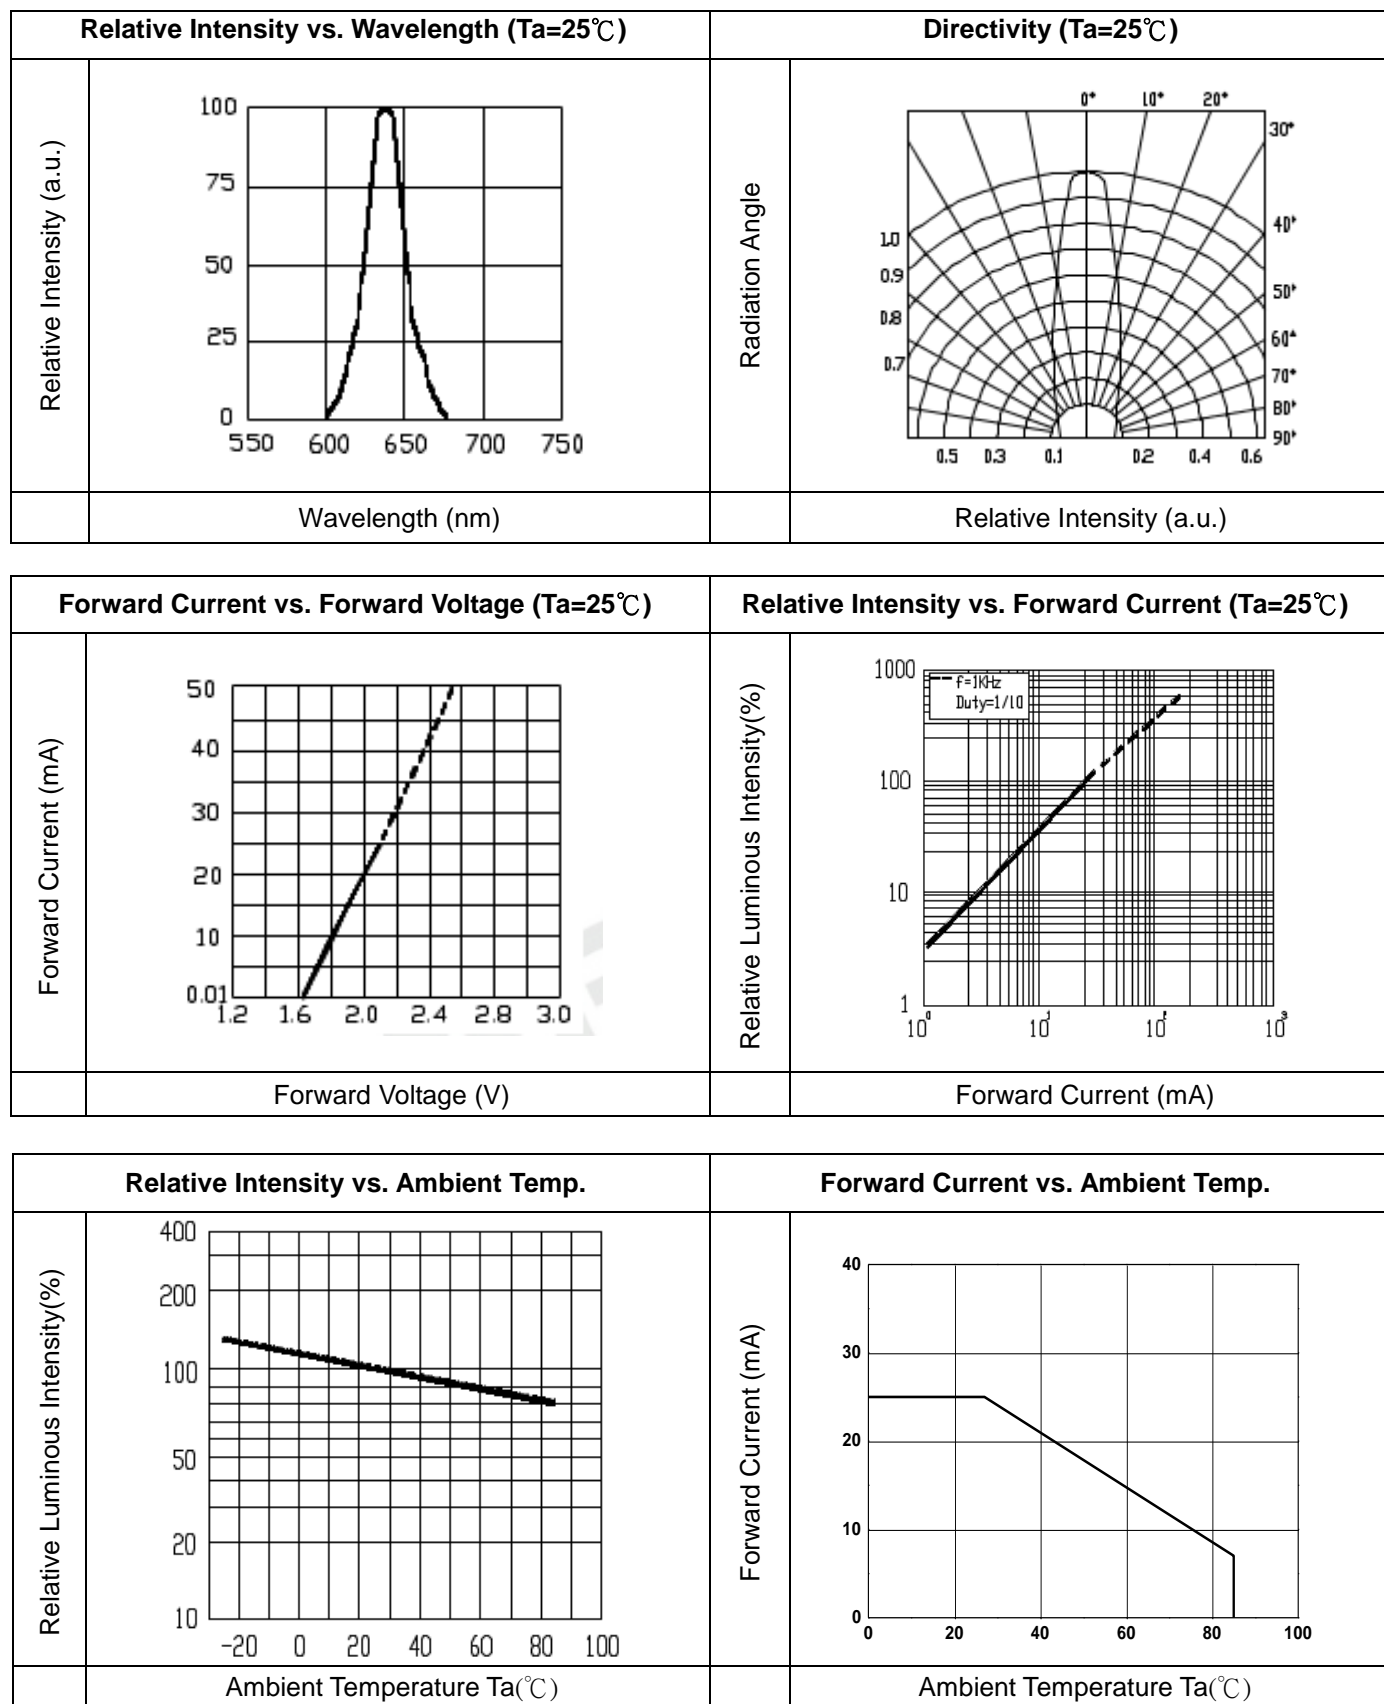 Relative Intensity vs. Wavelength (Ta=25℃)
Directivity (Ta=25℃)
Relative Intensity (a.u.)
100
75
50
25
0
550 600 650 700 750
Wavelength (nm)
Radiation Angle
0° 10° 20°
30°
40°
50°
60°
70°
80°
90°
1.0
0.9
0.8
0.7
0.5 0.3 0.1 0.2 0.4 0.6
Relative Intensity (a.u.)
Forward Current vs. Forward Voltage (Ta=25℃)
Relative Intensity vs. Forward Current (Ta=25℃)
Forward Current (mA)
50
40
30
20
10
0.01
1.2 1.6 2.0 2.4 2.8 3.0
Forward Voltage (V)
Relative Luminous Intensity(%)
1000
100
10
1
f=1KHz
Duty=1/10
10⁰ 10¹ 10² 10³
Forward Current (mA)
Relative Intensity vs. Ambient Temp.
Forward Current vs. Ambient Temp.
Relative Luminous Intensity(%)
400
200
100
50
20
10
-20 0 20 40 60 80 100
Ambient Temperature Ta(℃)
Forward Current (mA)
40
30
20
10
0
0 20 40 60 80 100
Ambient Temperature Ta(℃)